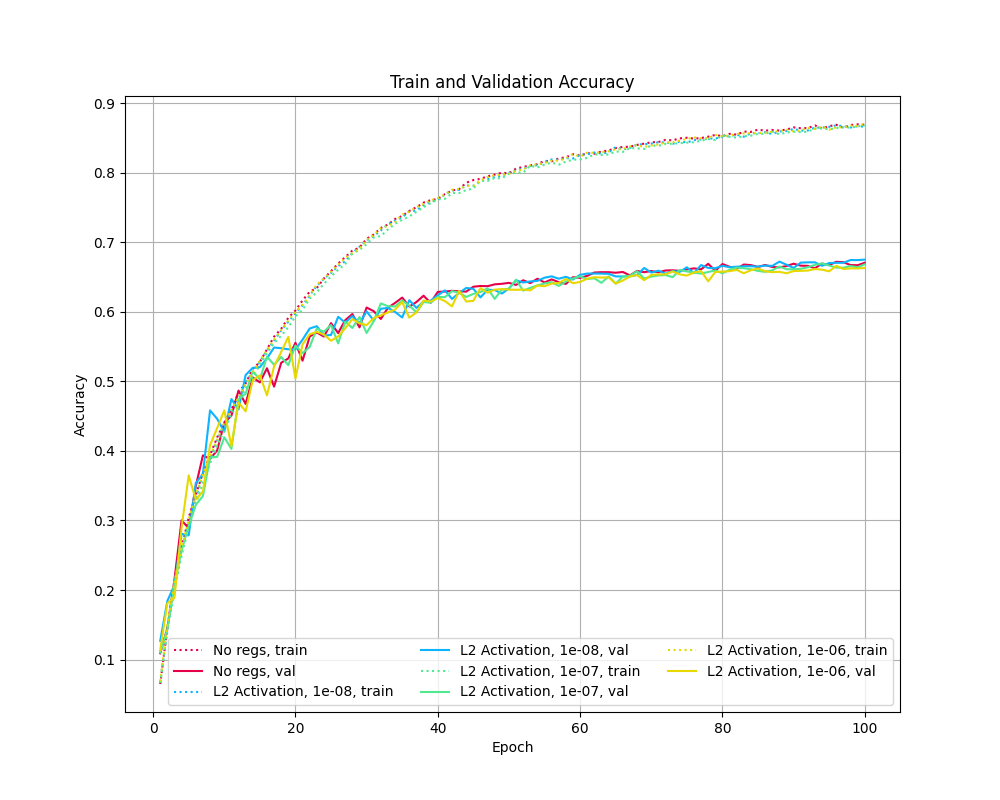 Train and Validation Accuracy
0.9
0.8
0.7
0.6
0.5
0.4
0.3
0.2
0.1
Accuracy
No regs, train
No regs, val
L2 Activation, 1e-08, train
L2 Activation, 1e-08, val
L2 Activation, 1e-07, train
L2 Activation, 1e-07, val
L2 Activation, 1e-06, train
L2 Activation, 1e-06, val
0 20 40 60 80 100
Epoch